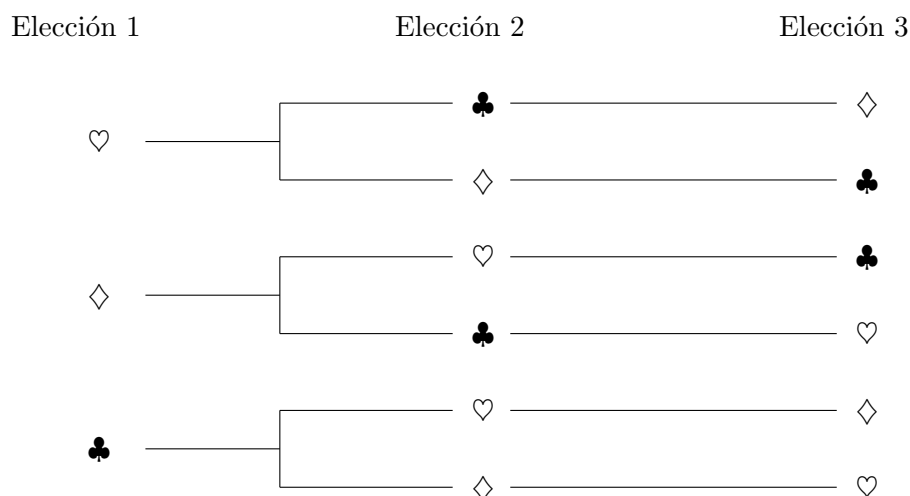 Elección 1 Elección 2 Elección 3
♡ ♣ ♢
♢ ♣
♢ ♡ ♣
♣ ♡
♣ ♡ ♢
♢ ♡